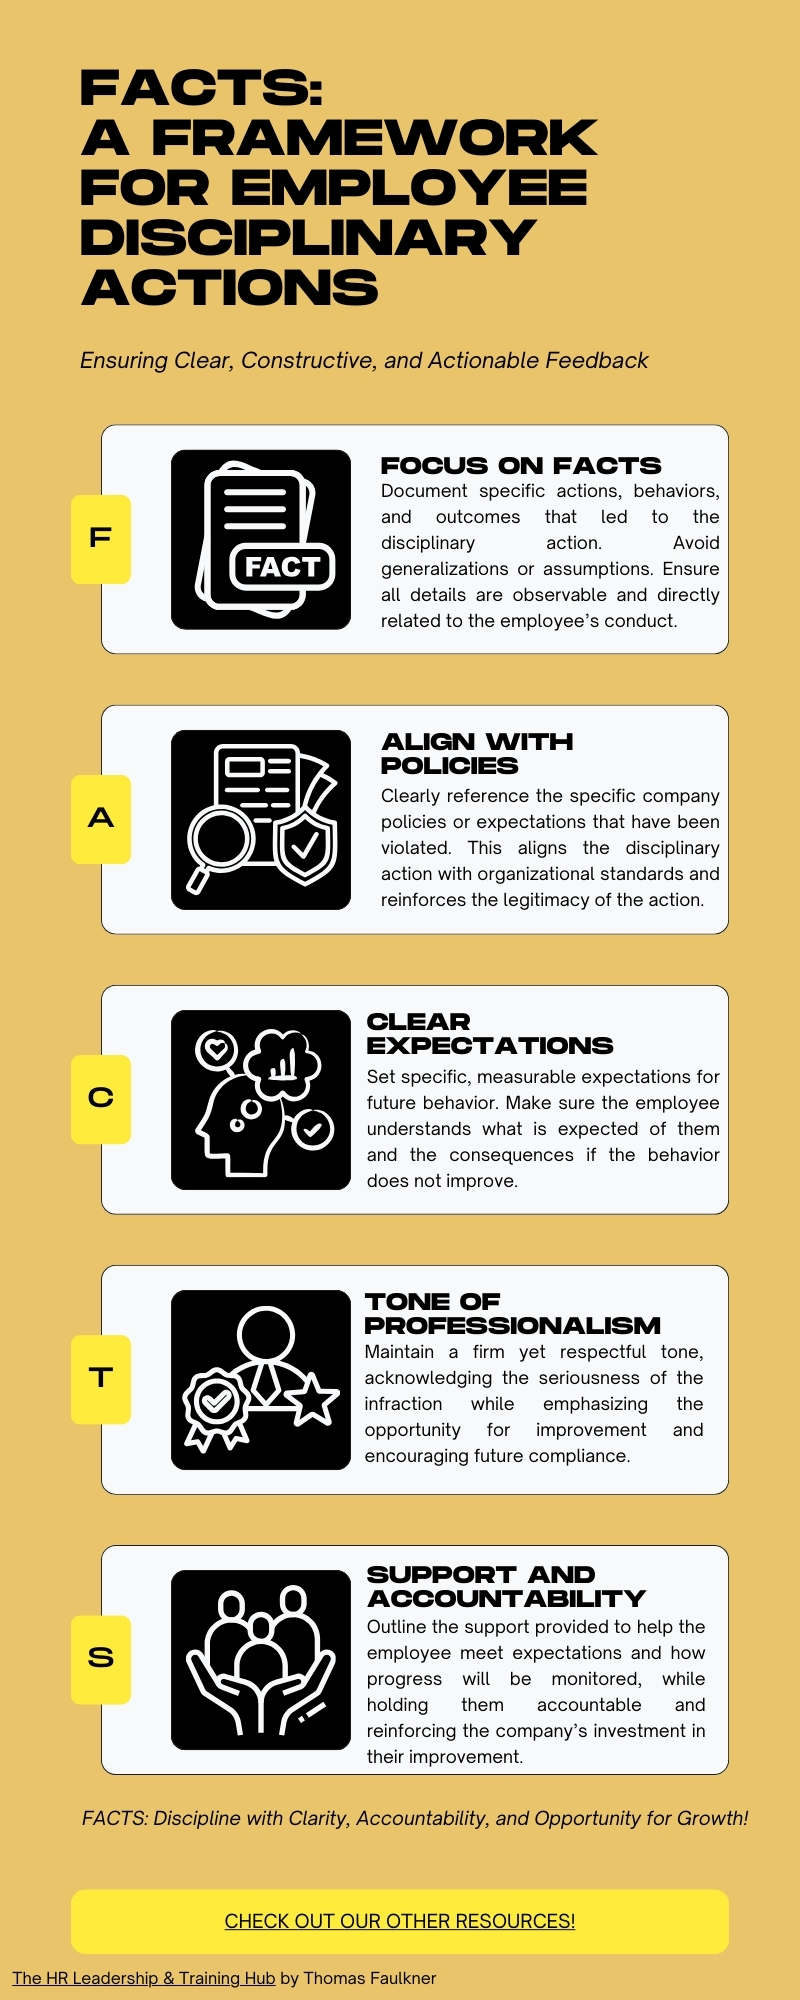 FACTS:
A FRAMEWORK
FOR EMPLOYEE
DISCIPLINARY
ACTIONS
Ensuring Clear, Constructive, and Actionable Feedback
F
FACT
FOCUS ON FACTS
Document specific actions, behaviors,
and outcomes that led to the
disciplinary action. Avoid
generalizations or assumptions. Ensure
all details are observable and directly
related to the employee’s conduct.
A
ALIGN WITH
POLICIES
Clearly reference the specific company
policies or expectations that have been
violated. This aligns the disciplinary
action with organizational standards and
reinforces the legitimacy of the action.
C
CLEAR
EXPECTATIONS
Set specific, measurable expectations for
future behavior. Make sure the employee
understands what is expected of them
and the consequences if the behavior
does not improve.
T
TONE OF
PROFESSIONALISM
Maintain a firm yet respectful tone,
acknowledging the seriousness of the
infraction while emphasizing the
opportunity for improvement and
encouraging future compliance.
S
SUPPORT AND
ACCOUNTABILITY
Outline the support provided to help the
employee meet expectations and how
progress will be monitored, while
holding them accountable and
reinforcing the company’s investment in
their improvement.
FACTS: Discipline with Clarity, Accountability, and Opportunity for Growth!
CHECK OUT OUR OTHER RESOURCES!
The HR Leadership & Training Hub by Thomas Faulkner